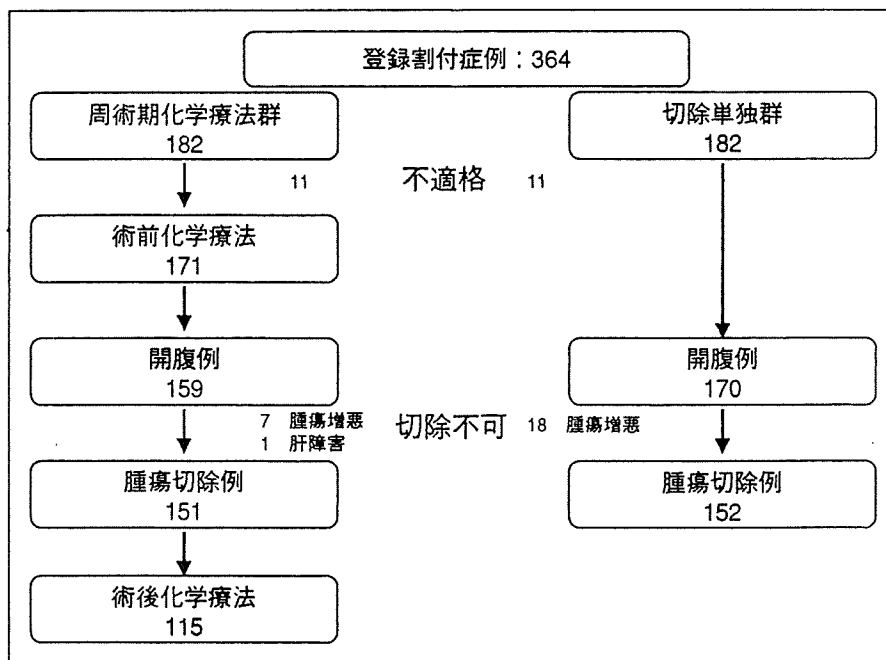 登録割付症例：364
周術期化学療法群
182
切除単独群
182
11 不適格 11
術前化学療法
171
開腹例
159
開腹例
170
7 腫瘍増悪
1 肝障害
切除不可 18 腫瘍増悪
腫瘍切除例
151
腫瘍切除例
152
術後化学療法
115